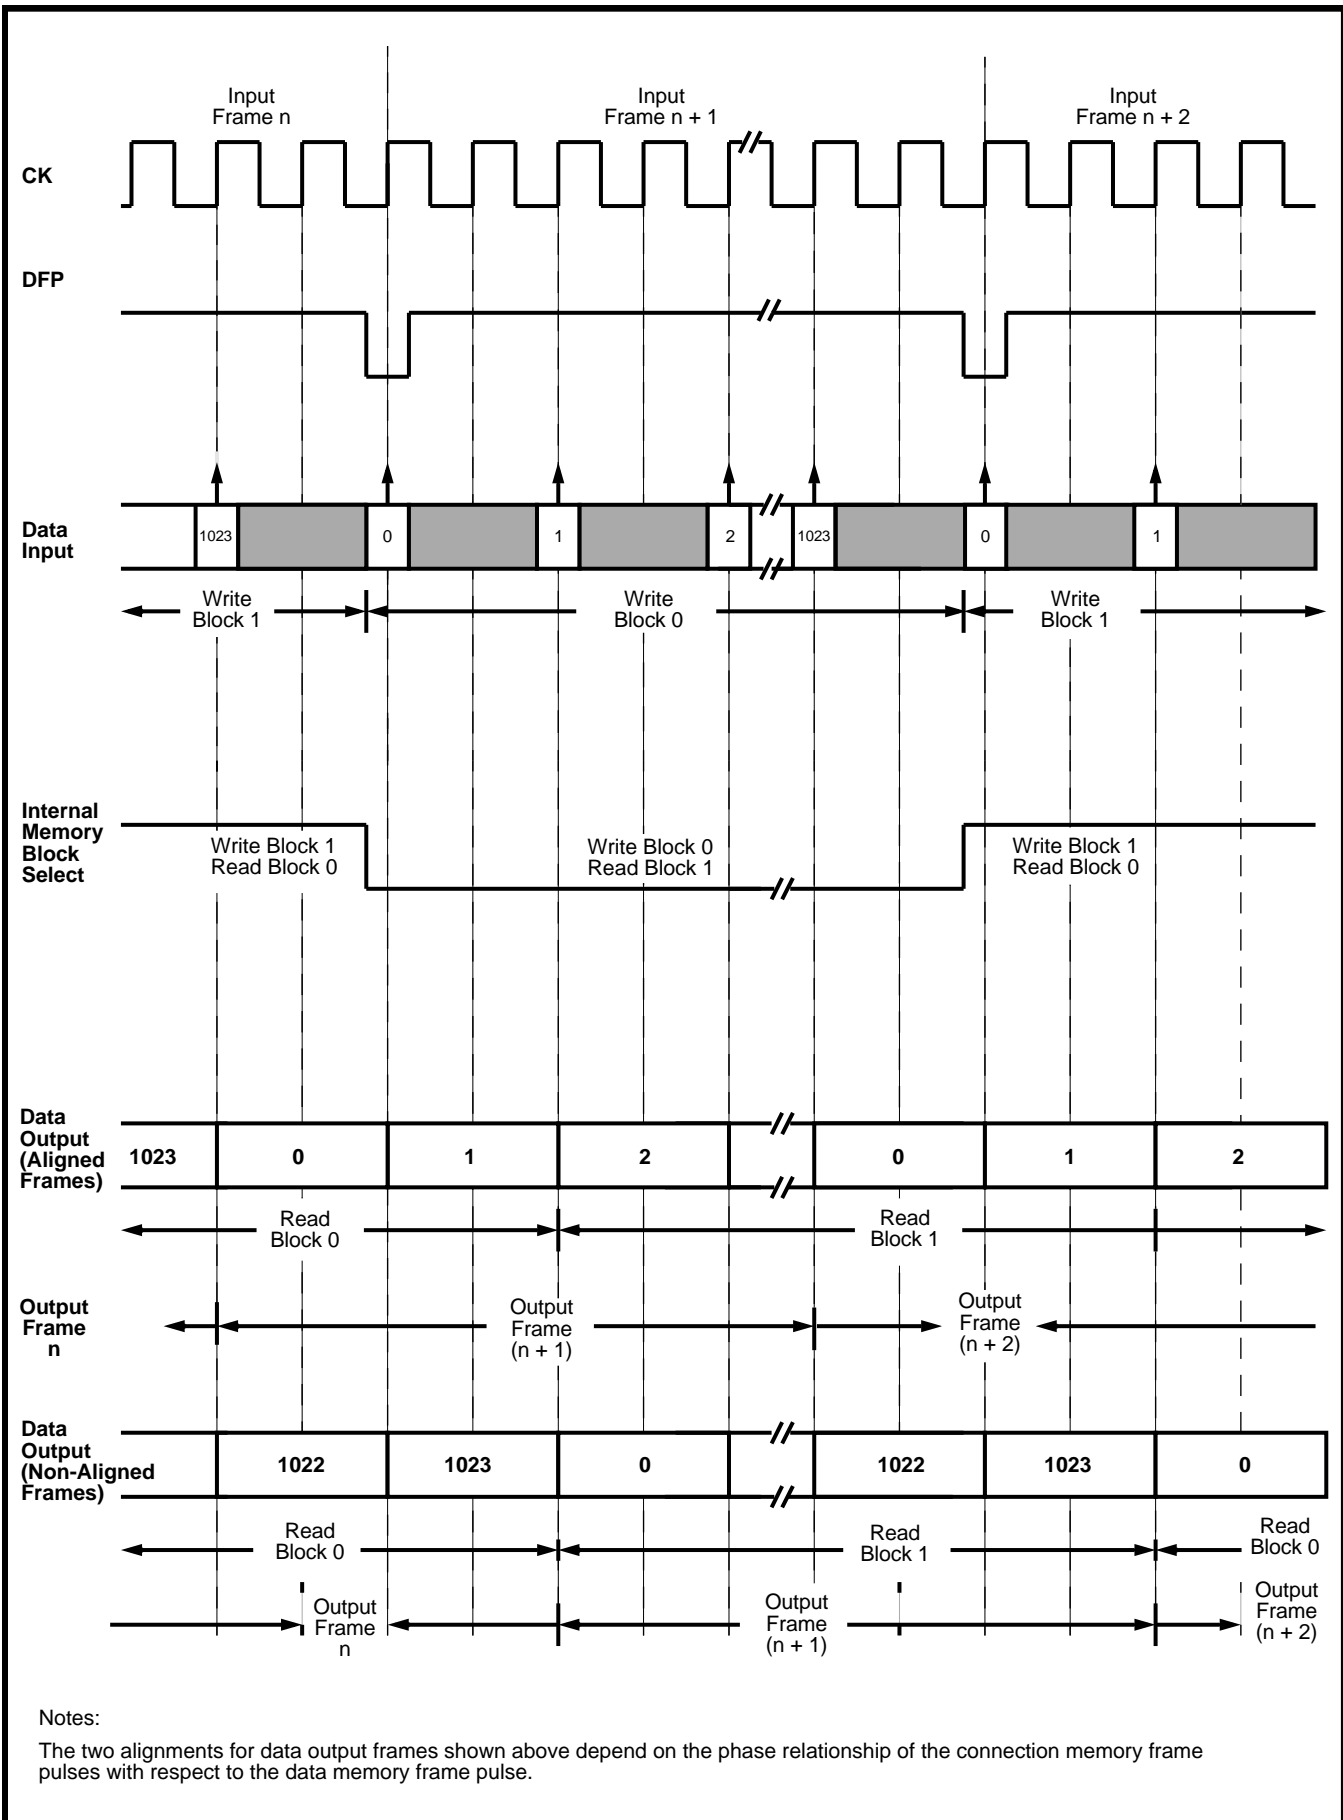 Input
Frame n
Input
Frame n + 1
Input
Frame n + 2
CK
DFP
Data
Input
1023
0
1
2
1023
0
1
Write
Block 1
Write
Block 0
Write
Block 1
Internal
Memory
Block
Select
Write Block 1
Read Block 0
Write Block 0
Read Block 1
Write Block 1
Read Block 0
Data
Output
(Aligned
Frames)
1023
0
1
2
0
1
2
Read
Block 0
Read
Block 1
Output
Frame
n
Output
Frame
(n + 1)
Output
Frame
(n + 2)
Data
Output
(Non-Aligned
Frames)
1022
1023
0
1022
1023
0
Read
Block 0
Read
Block 1
Read
Block 0
Output
Frame
n
Output
Frame
(n + 1)
Output
Frame
(n + 2)
Notes:
The two alignments for data output frames shown above depend on the phase relationship of the connection memory frame
pulses with respect to the data memory frame pulse.